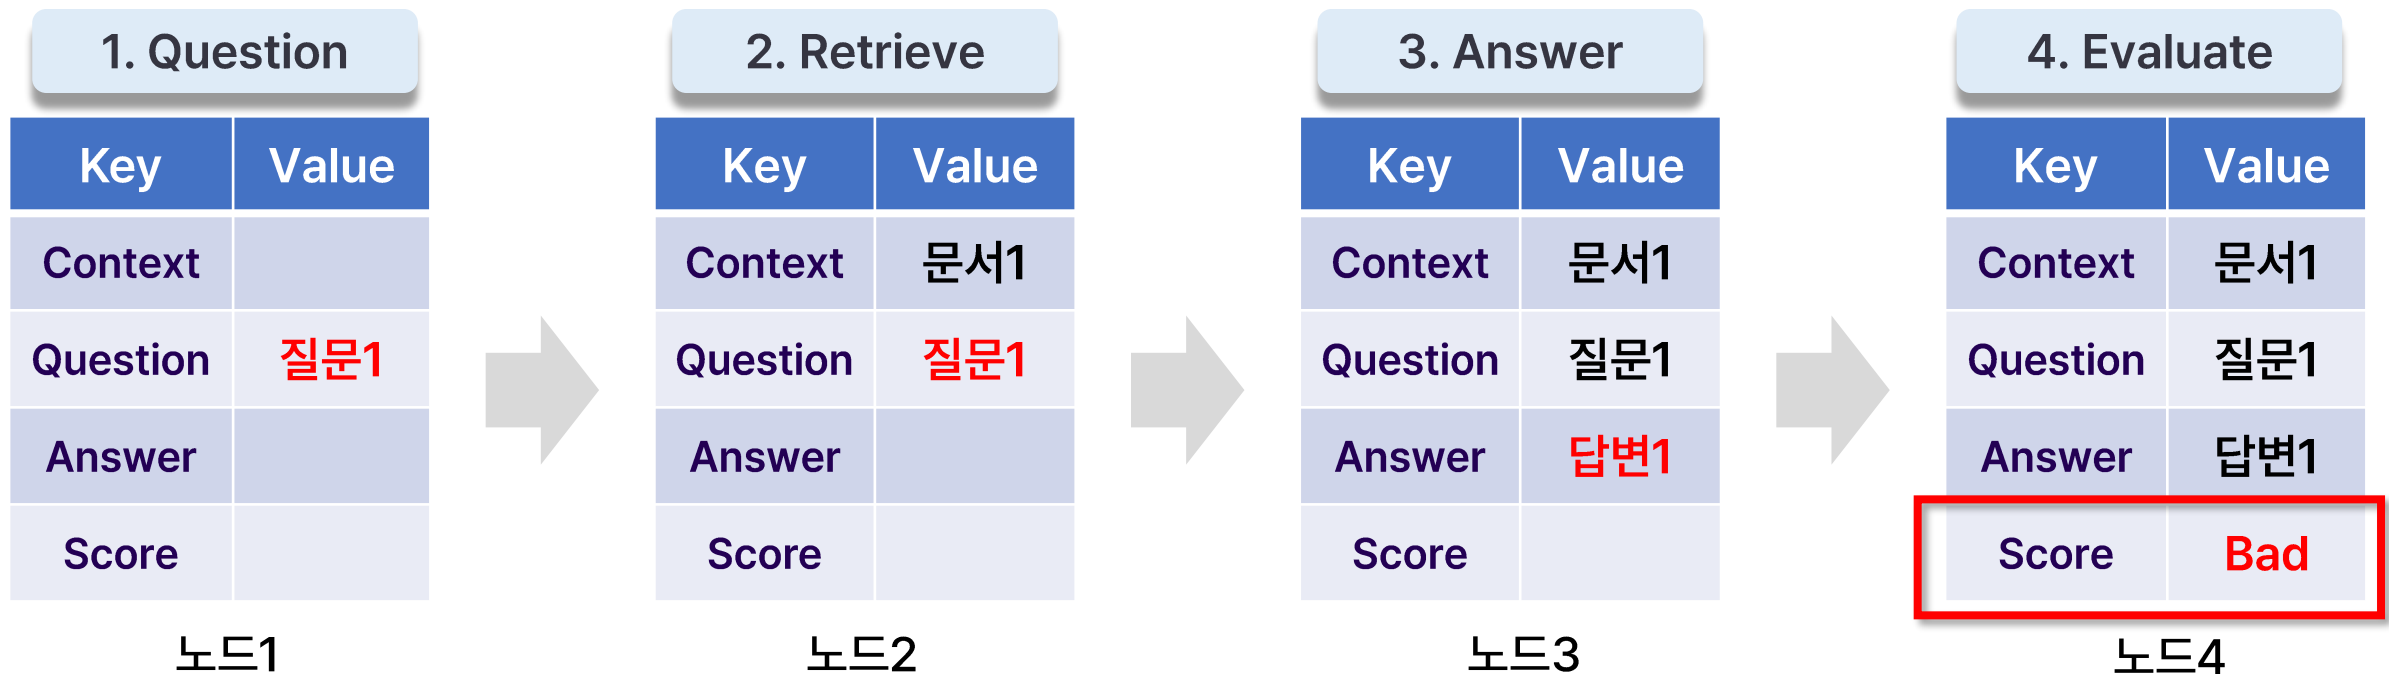 1. Question
Key Value
Context
Question 질문1
Answer
Score
노드1
2. Retrieve
Key Value
Context 문서1
Question 질문1
Answer
Score
노드2
3. Answer
Key Value
Context 문서1
Question 질문1
Answer 답변1
Score
노드3
4. Evaluate
Key Value
Context 문서1
Question 질문1
Answer 답변1
Score Bad
노드4